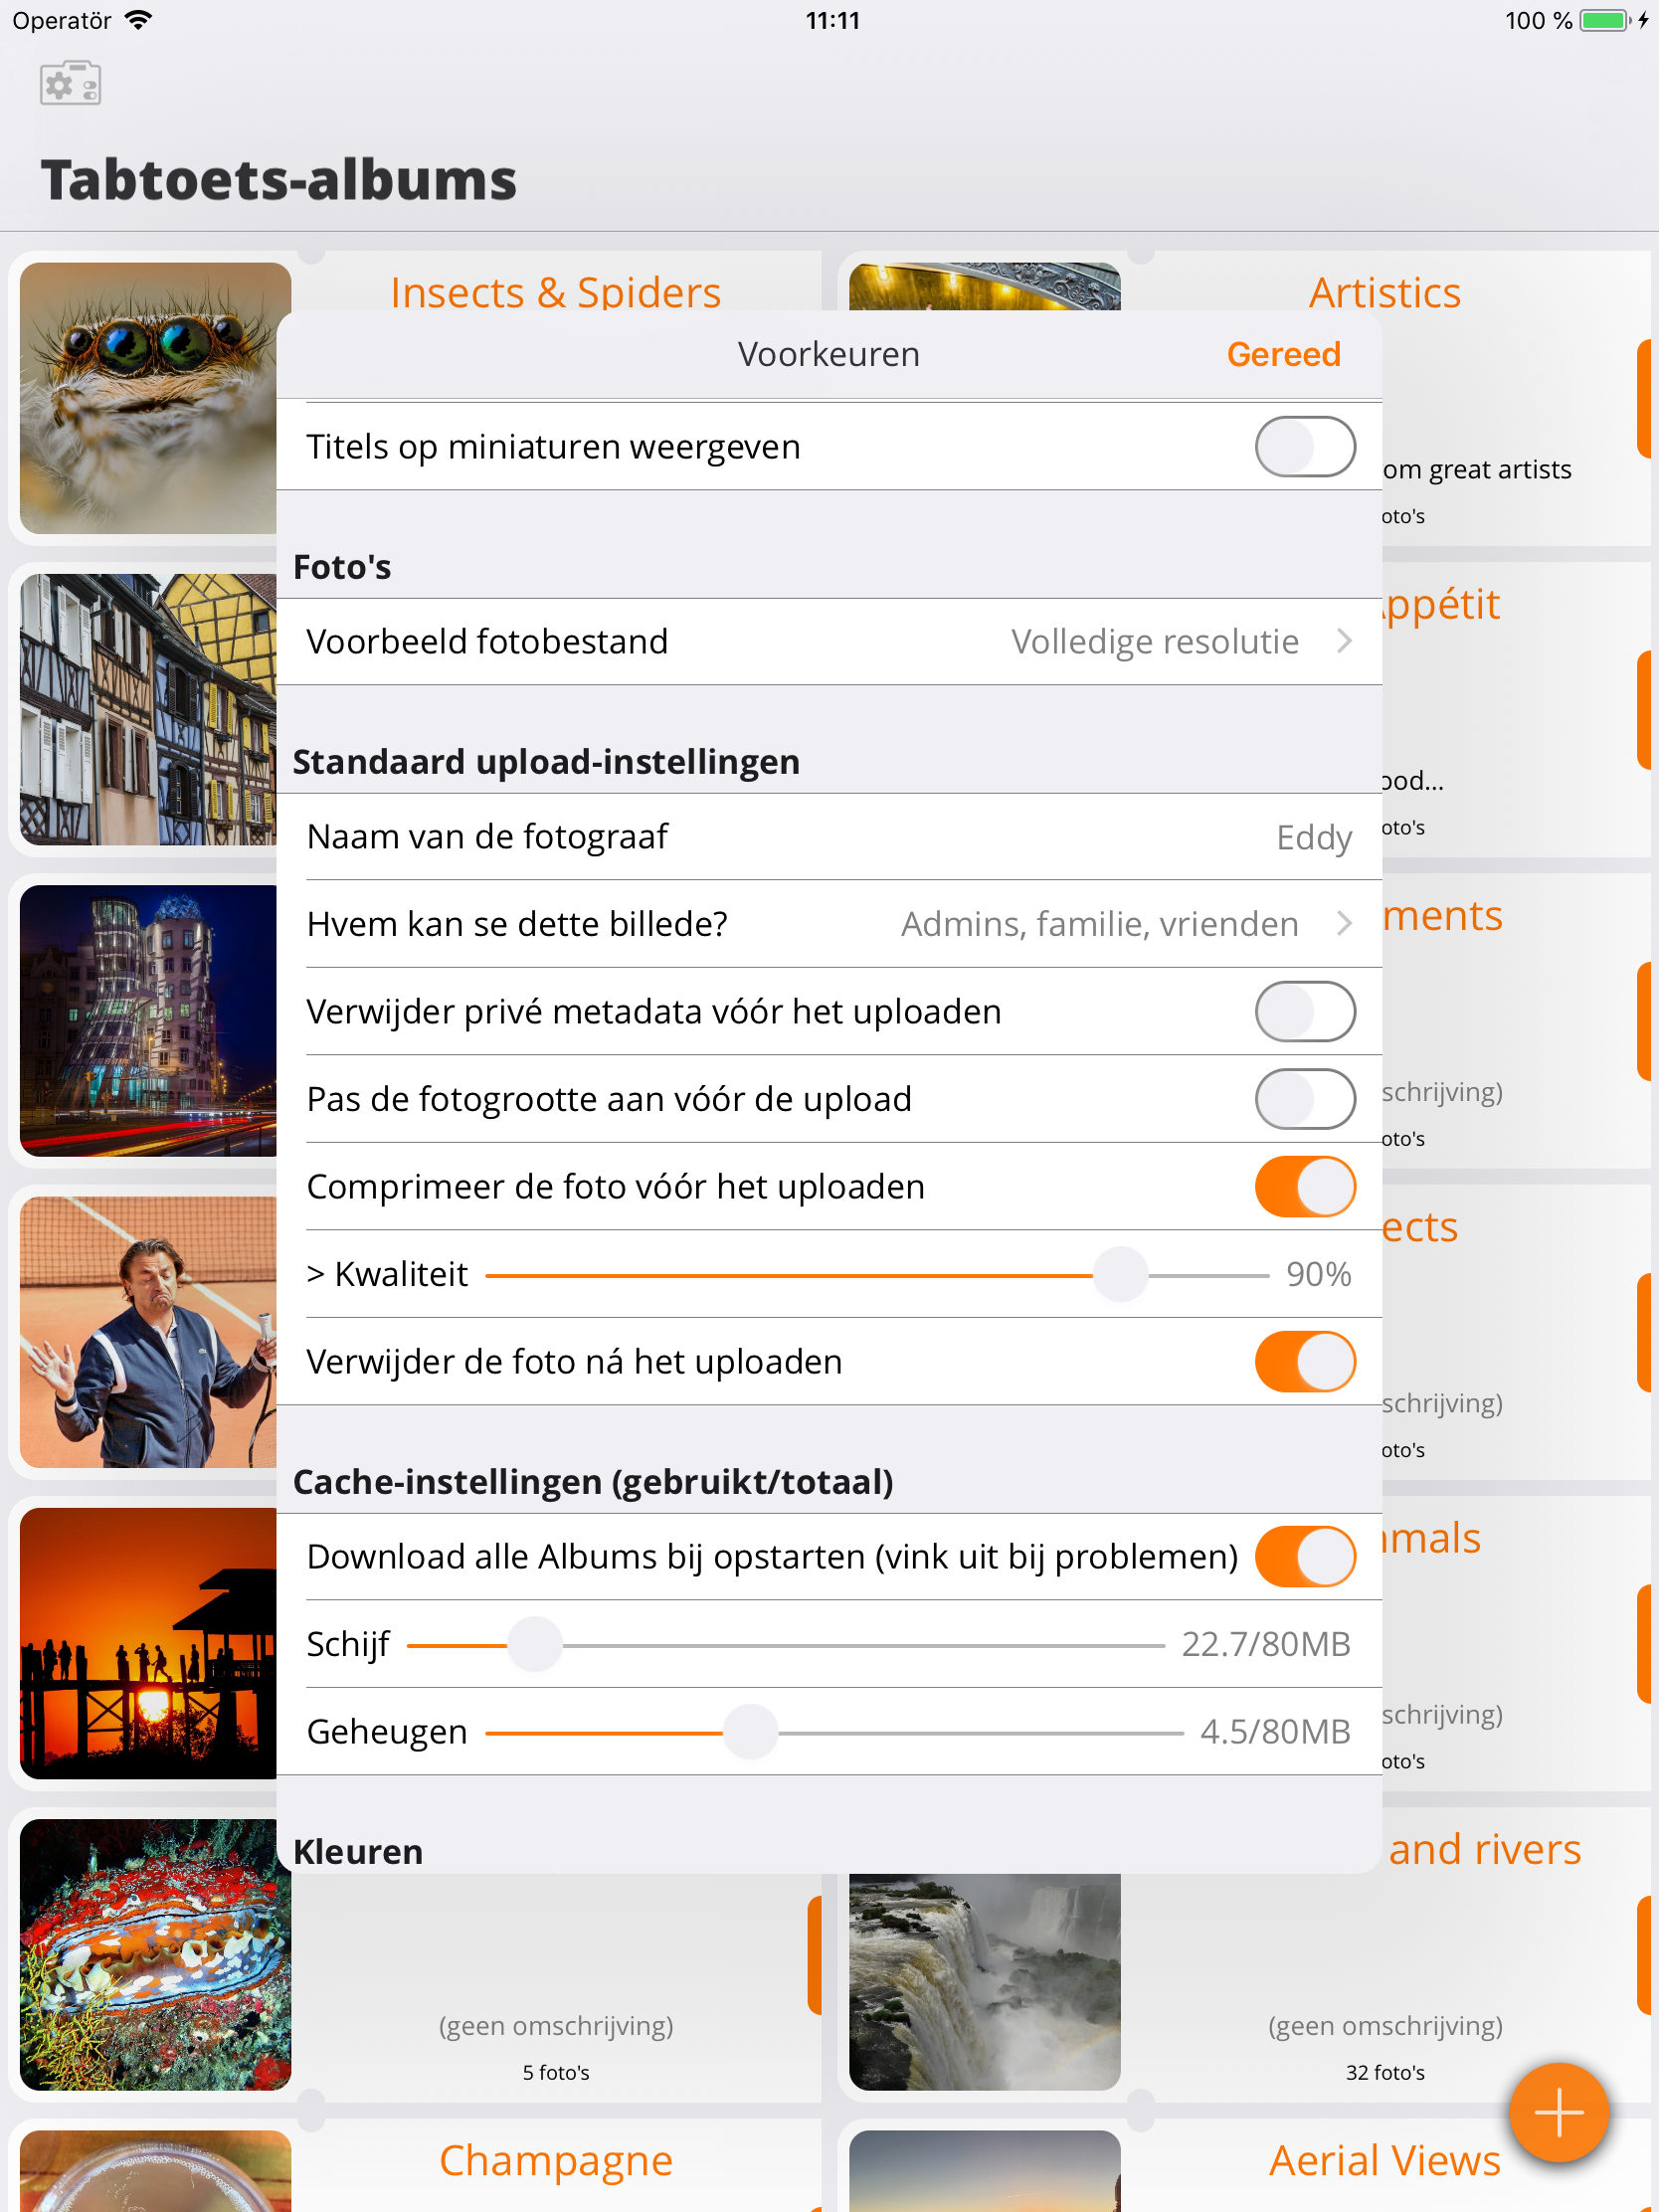 Operatör
11:11
100 %
Tabtoets-albums
Insects & Spiders
Artistics
Voorkeuren
Gereed
Titels op miniaturen weergeven
om great artists
oto's
Foto's
ppétit
Voorbeeld fotobestand
Volledige resolutie
Standaard upload-instellingen
ood...
oto's
Naam van de fotograaf
Eddy
Hvem kan se dette billede?
Admins, familie, vrienden
ments
Verwijder privé metadata vóór het uploaden
Pas de fotogrootte aan vóór de upload
schrijving)
oto's
Comprimeer de foto vóór het uploaden
ects
> Kwaliteit
90%
Verwijder de foto ná het uploaden
schrijving)
oto's
Cache-instellingen (gebruikt/totaal)
Download alle Albums bij opstarten (vink uit bij problemen)
mals
Schijf
22.7/80MB
Geheugen
4.5/80MB
schrijving)
oto's
Kleuren
and rivers
(geen omschrijving)
5 foto's
(geen omschrijving)
32 foto's
Champagne
Aerial Views